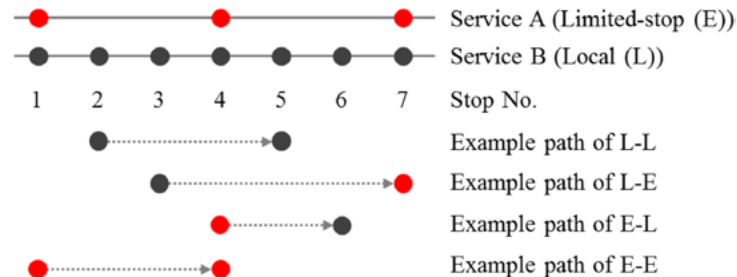 Service A (Limited-stop (E))
Service B (Local (L))
1 2 3 4 5 6 7 Stop No.
Example path of L-L
Example path of L-E
Example path of E-L
Example path of E-E